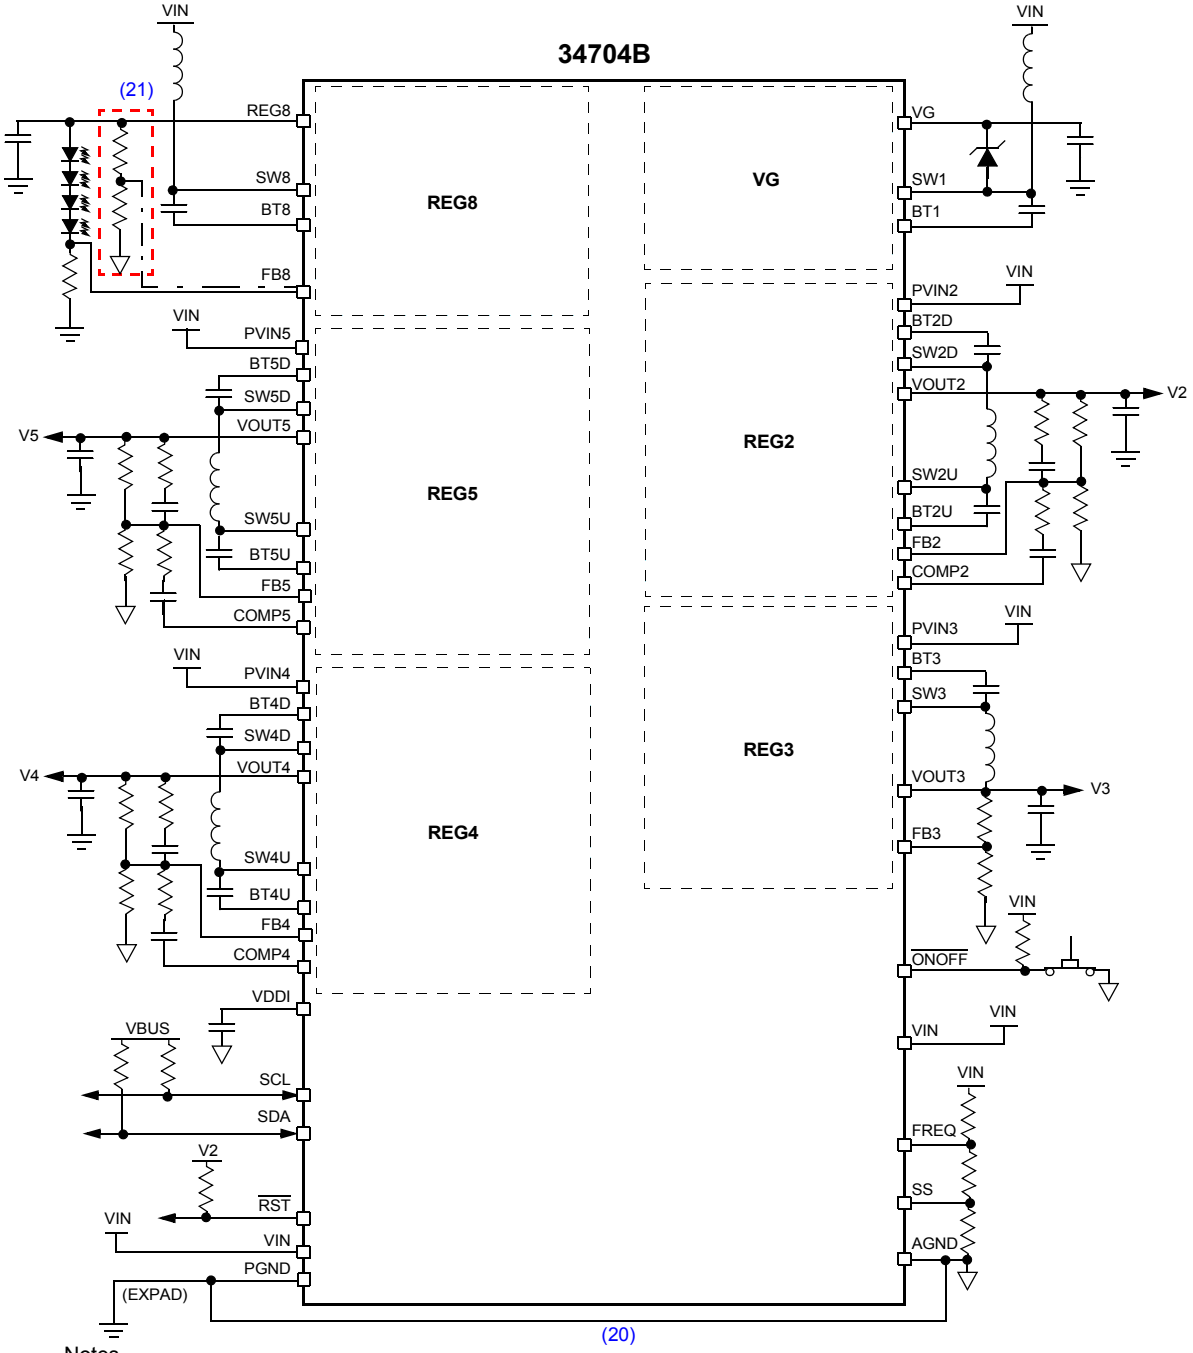 VIN
VIN
34704B
(21)
REG8
SW8
BT8
FB8
REG8
VG
VG
SW1
BT1
VIN
PVIN5
BT5D
SW5D
VOUT5
V5
SW5U
BT5U
FB5
COMP5
REG5
VIN
PVIN2
BT2D
SW2D
VOUT2
V2
SW2U
BT2U
FB2
COMP2
REG2
VIN
PVIN4
BT4D
SW4D
VOUT4
V4
SW4U
BT4U
FB4
COMP4
REG4
VIN
PVIN3
BT3
SW3
VOUT3
V3
FB3
REG3
VIN
ONOFF
VDDI
VBUS
SCL
SDA
V2
RST
VIN
VIN
PGND
(EXPAD)
VIN
VIN
VIN
FREQ
SS
AGND
(20)
Notes